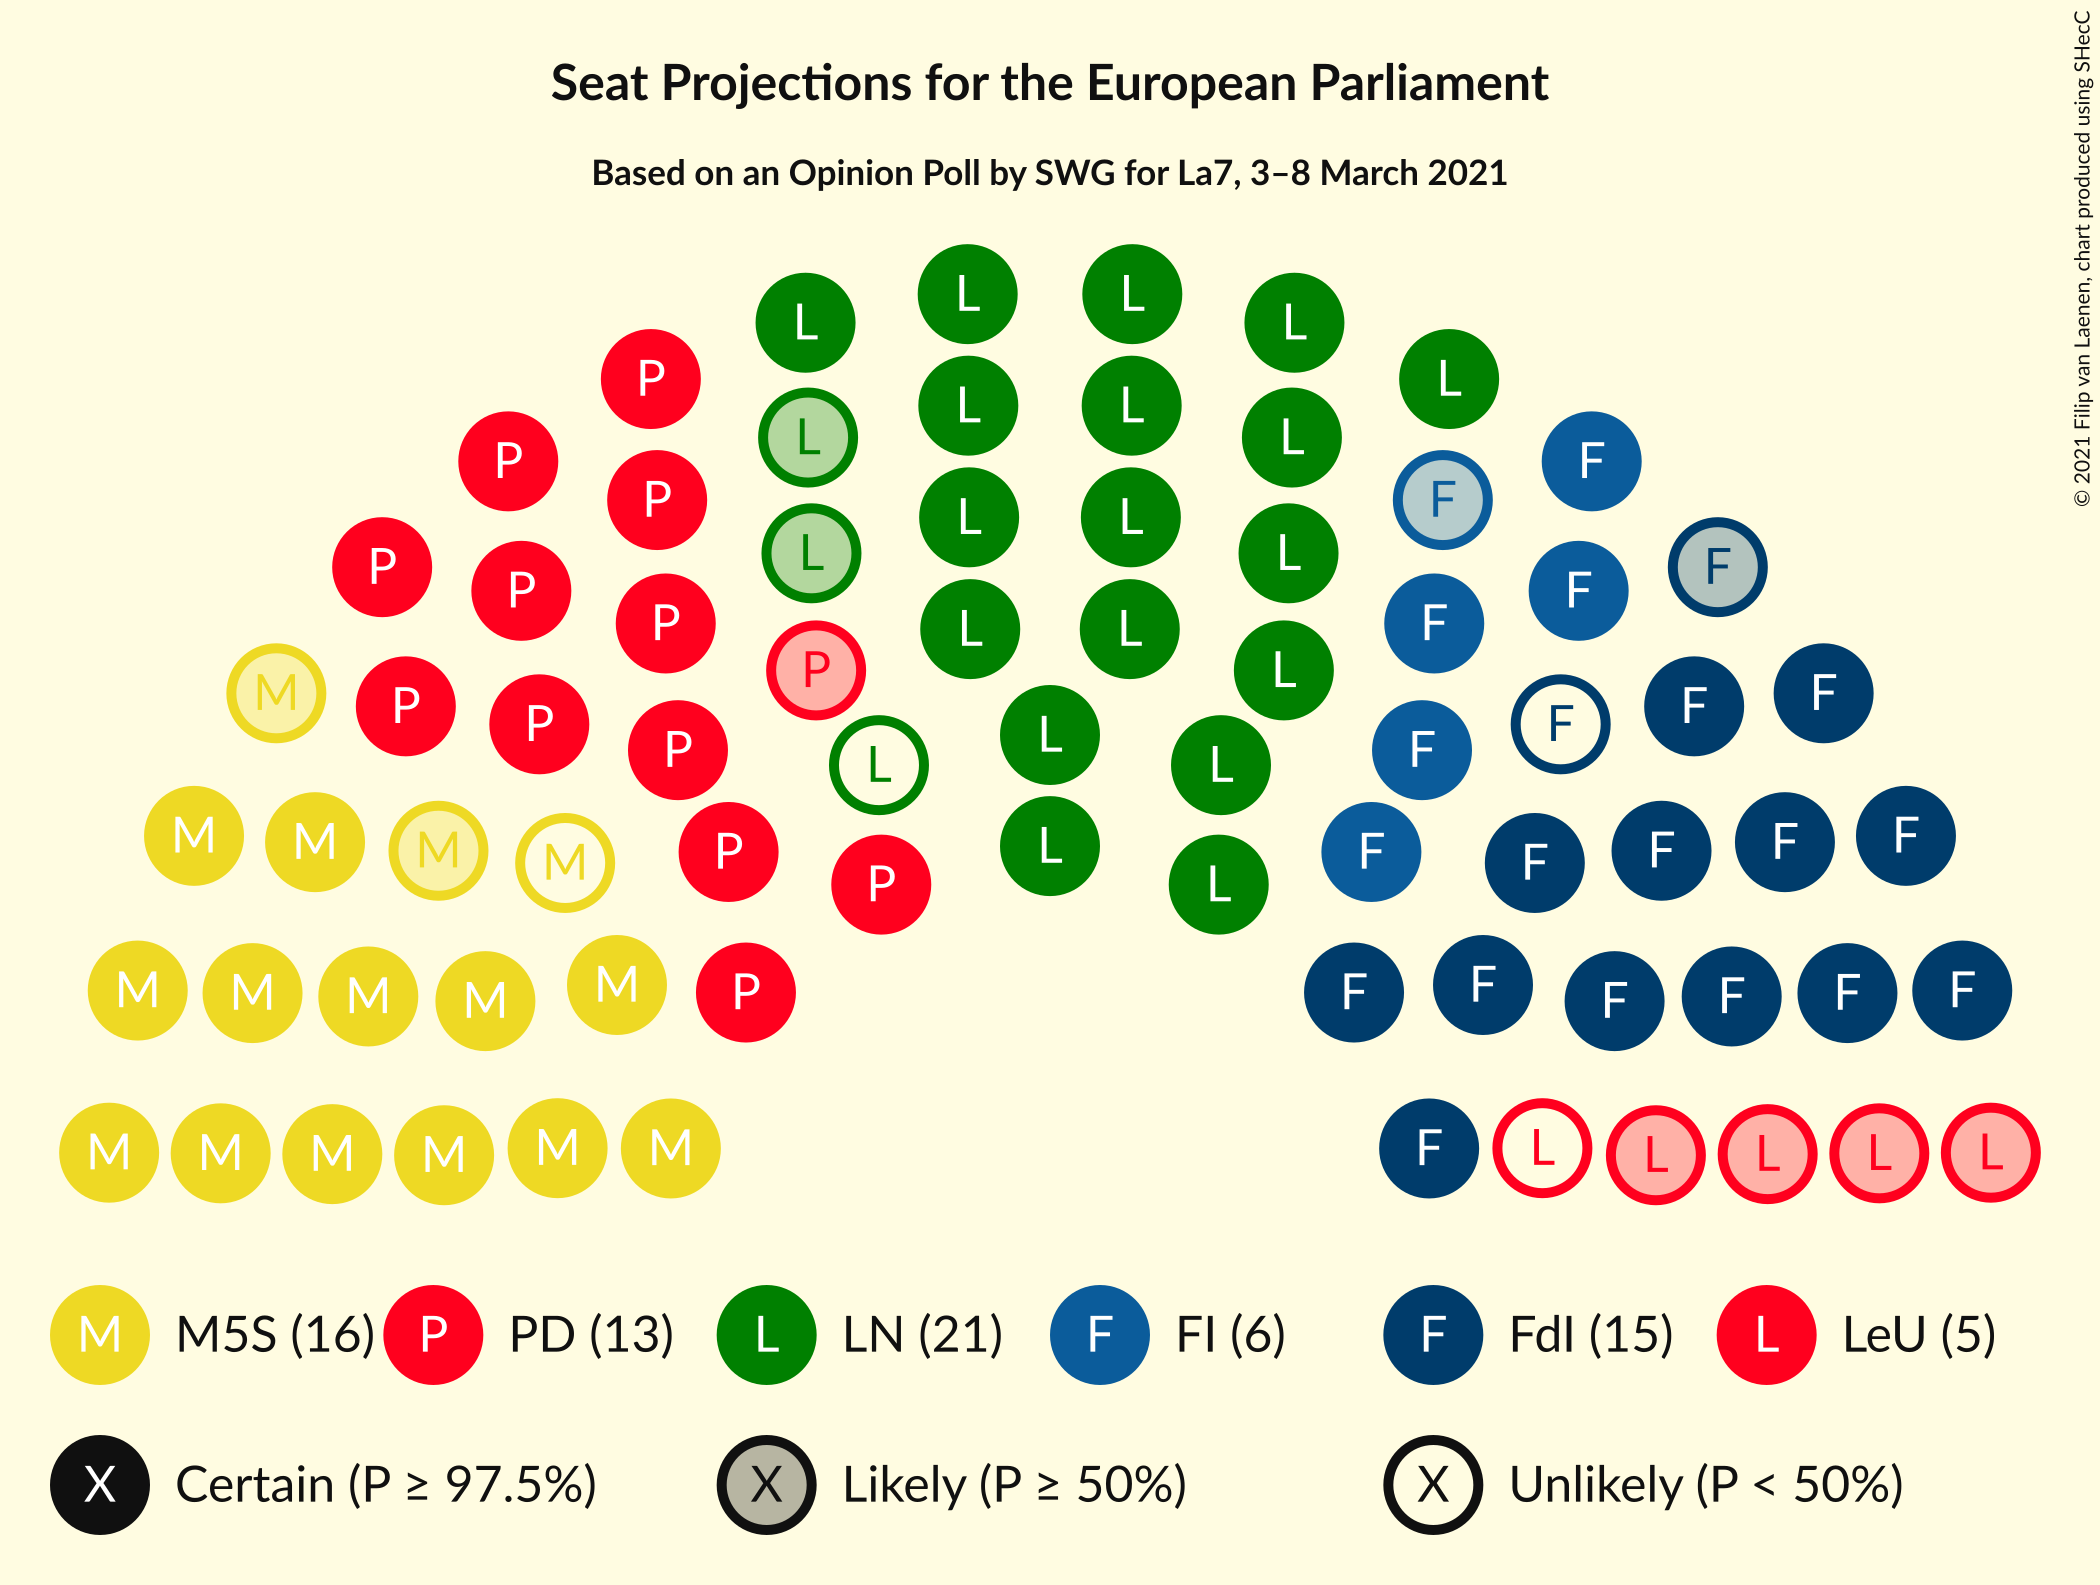 Seat Projections for the European Parliament
Based on an Opinion Poll by SWG for La7, 3–8 March 2021
© 2021 Filip van Laenen, chart produced using SHecC
L L
L L
P L
L L
L L L
P F F
P L L
P L L F
P P F F
P F
P L L
M P F F
P P F F
P L F
L L L
M M F F
M M F F
P F
P L L
M M M M M P F F F F F F
M M M M M M F L L L L L
M M5S (16) P PD (13) L LN (21) F FI (6) F FdI (15) L LeU (5)
X Certain (P ≥ 97.5%) X Likely (P ≥ 50%) X Unlikely (P < 50%)